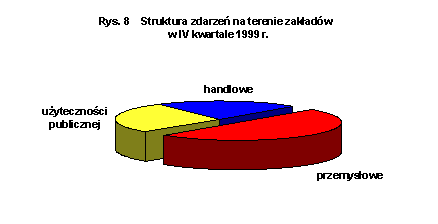 Rys. 8 Struktura zdarzeń na terenie zakładów
w IV kwartale 1999 r.
handlowe
użyteczności
publicznej
przemysłowe